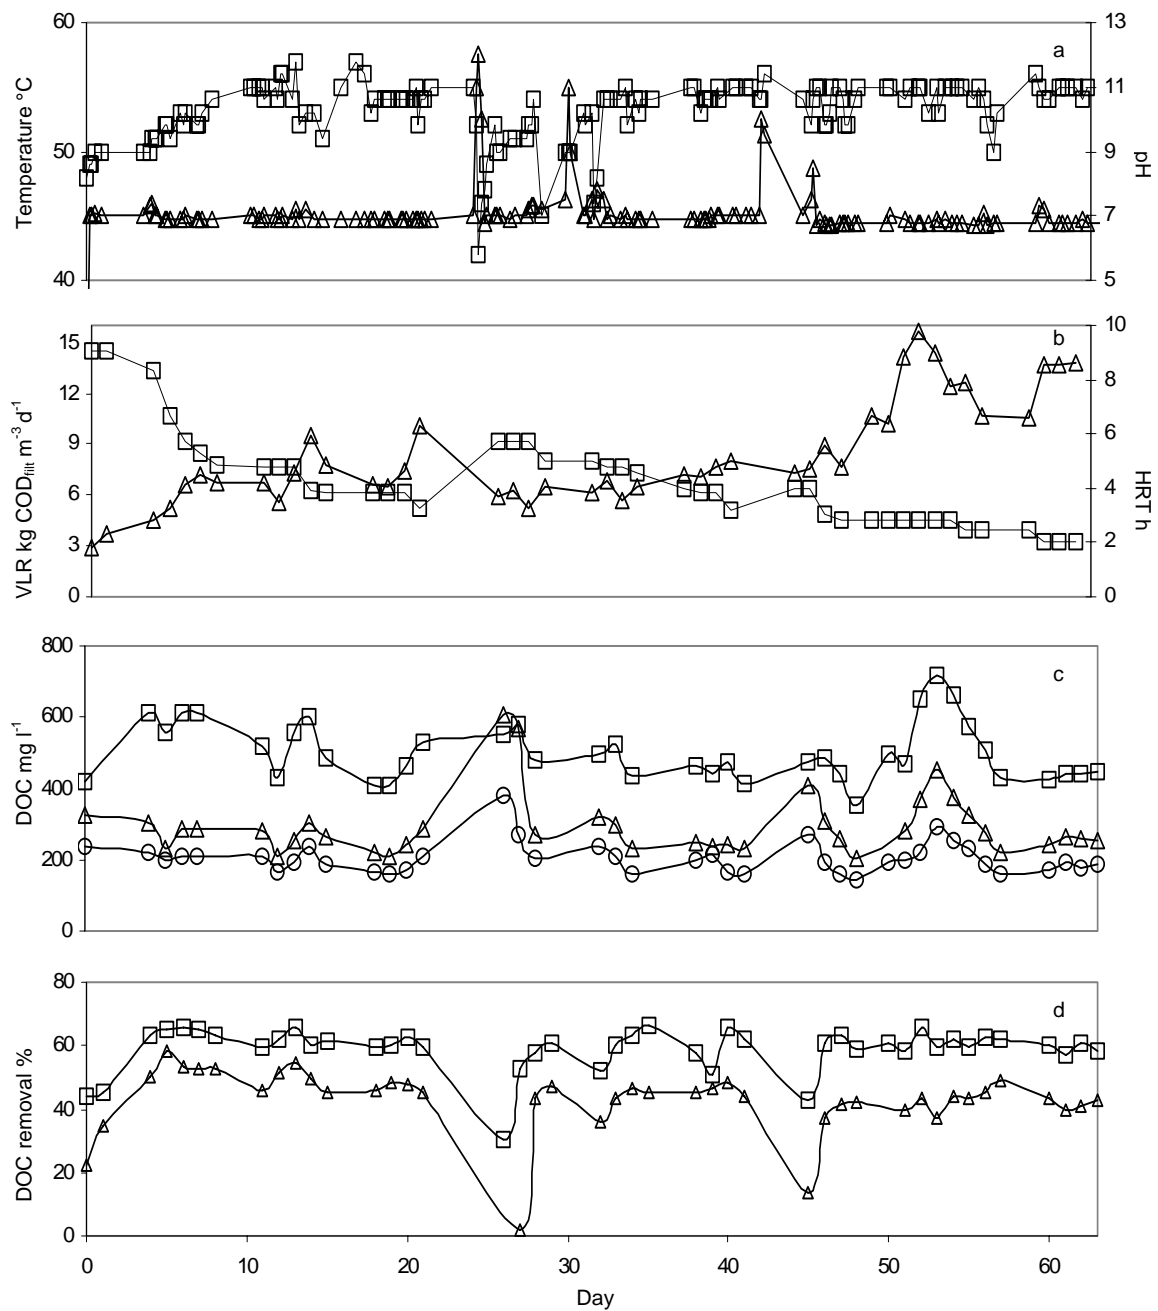 60
50
40
Temperature °C
a
13
11
9
7
5
pH
15
12
9
6
3
0
VLR kg COD_filt m⁻³ d⁻¹
b
10
8
6
4
2
0
HRT h
800
600
400
200
0
DOC mg l⁻¹
c
80
60
40
20
0
DOC removal %
d
0 10 20 30 40 50 60
Day